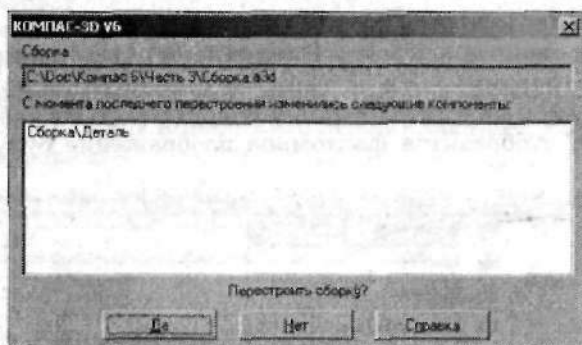 КОМПАС-3D V6
Сборка
C:\Doc\Компас 6\Часть 3\Сборка.a3d
С момента последнего перестроения изменились следующие компоненты:
Сборка\Деталь
Перестроить сборку?
Да
Нет
Справка